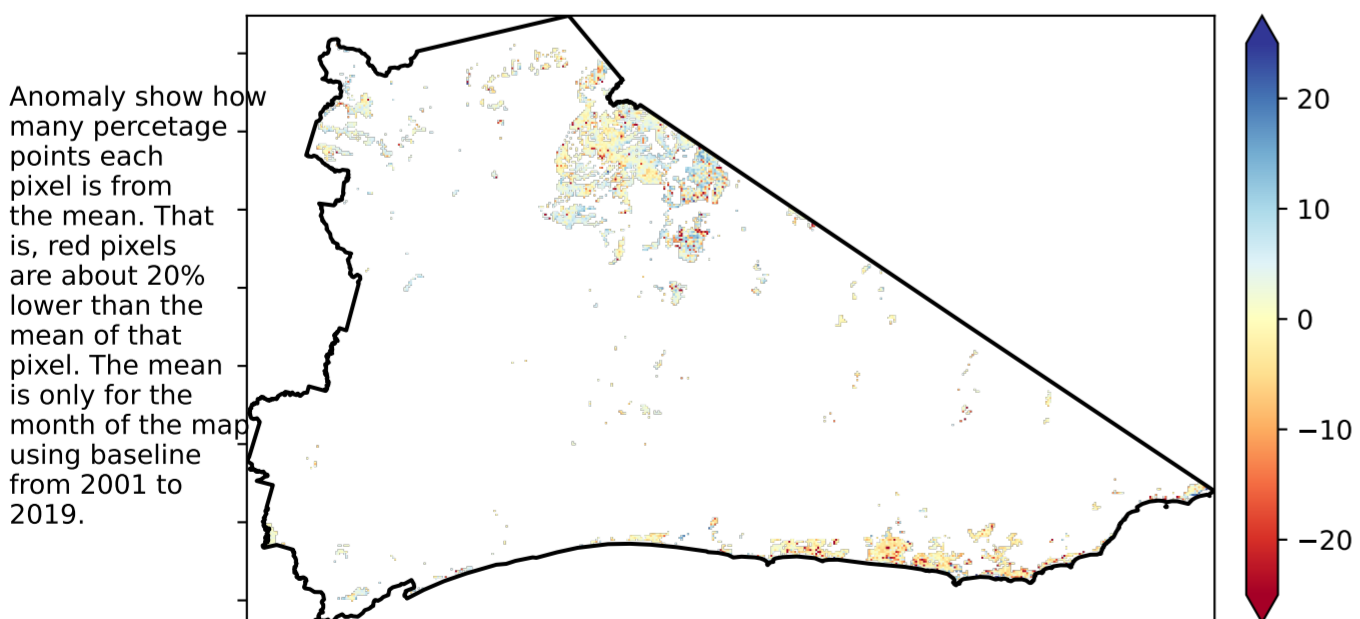 Anomaly show how
many percetage
points each
pixel is from
the mean. That
is, red pixels
are about 20%
lower than the
mean of that
pixel. The mean
is only for the
month of the map
using baseline
from 2001 to
2019.
20
10
0
−10
−20